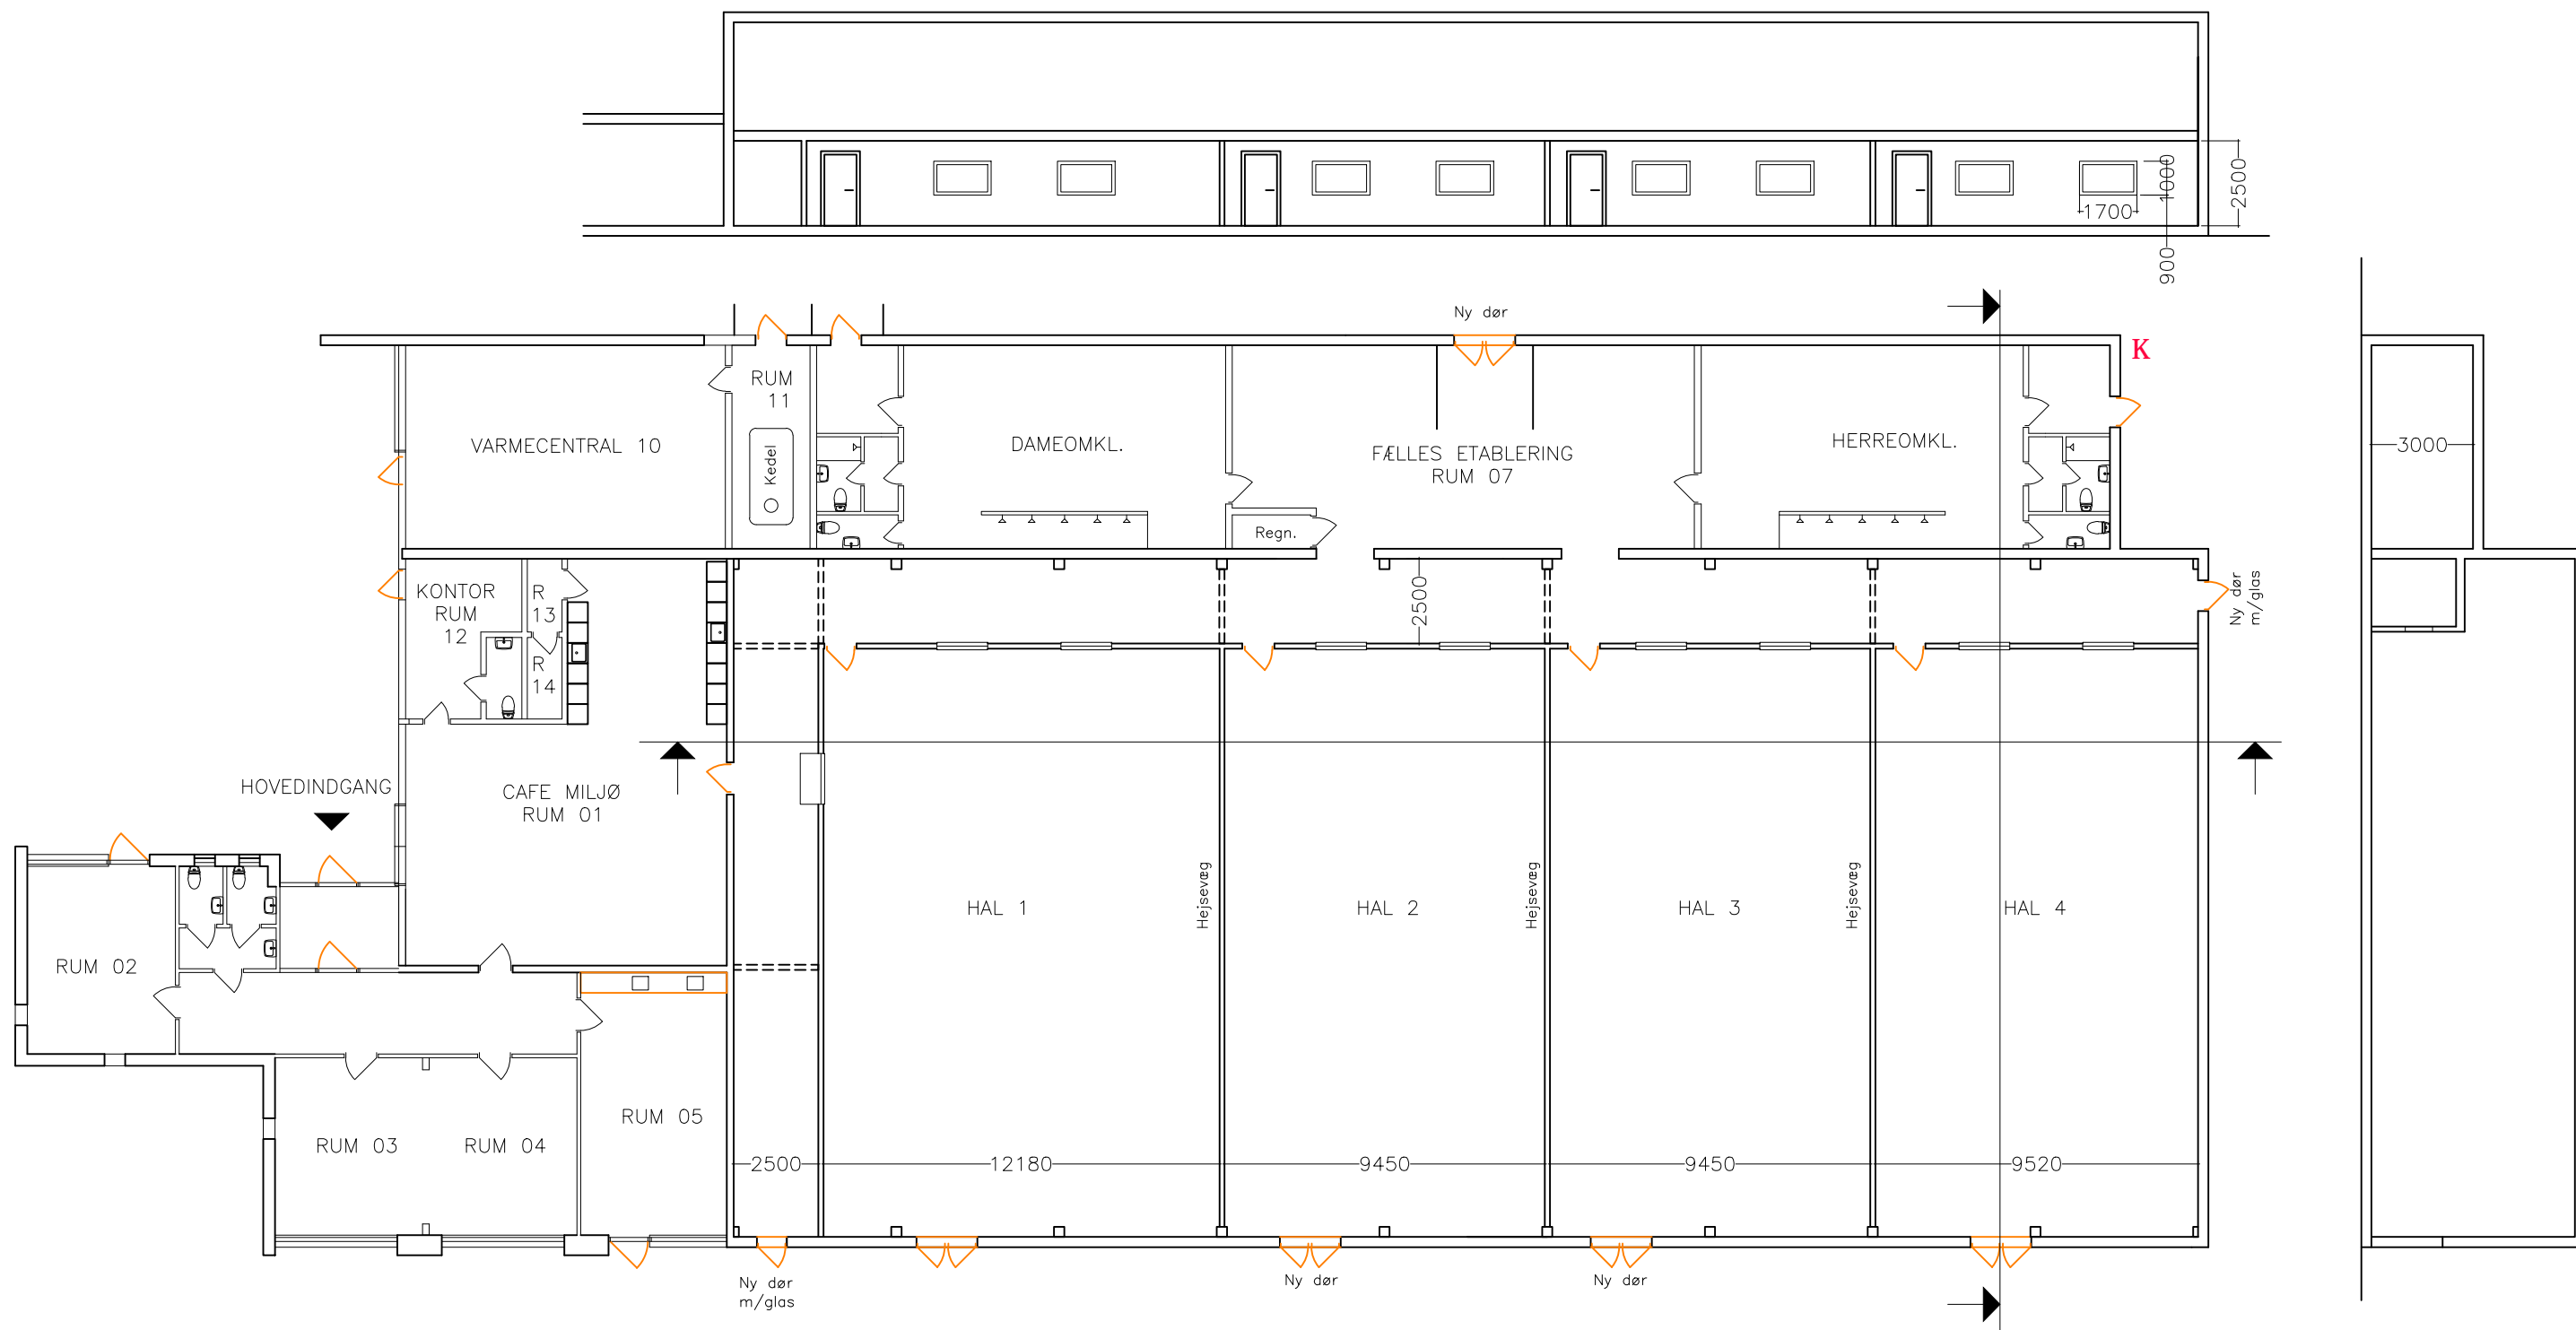 1000
2500
1700
900
Ny dør
K
RUM
11
VARMECENTRAL 10
Kedel
DAMEOMKL.
FÆLLES ETABLERING
RUM 07
HERREOMKL.
3000
Regn.
KONTOR
RUM
12
R
13
R
14
2500
Ny dør
m/glas
HOVEDINDGANG
CAFE MILJØ
RUM 01
Hejsevæg
Hejsevæg
Hejsevæg
HAL 1
HAL 2
HAL 3
HAL 4
RUM 02
RUM 03
RUM 04
RUM 05
2500
12180
9450
9450
9520
Ny dør
m/glas
Ny dør
Ny dør